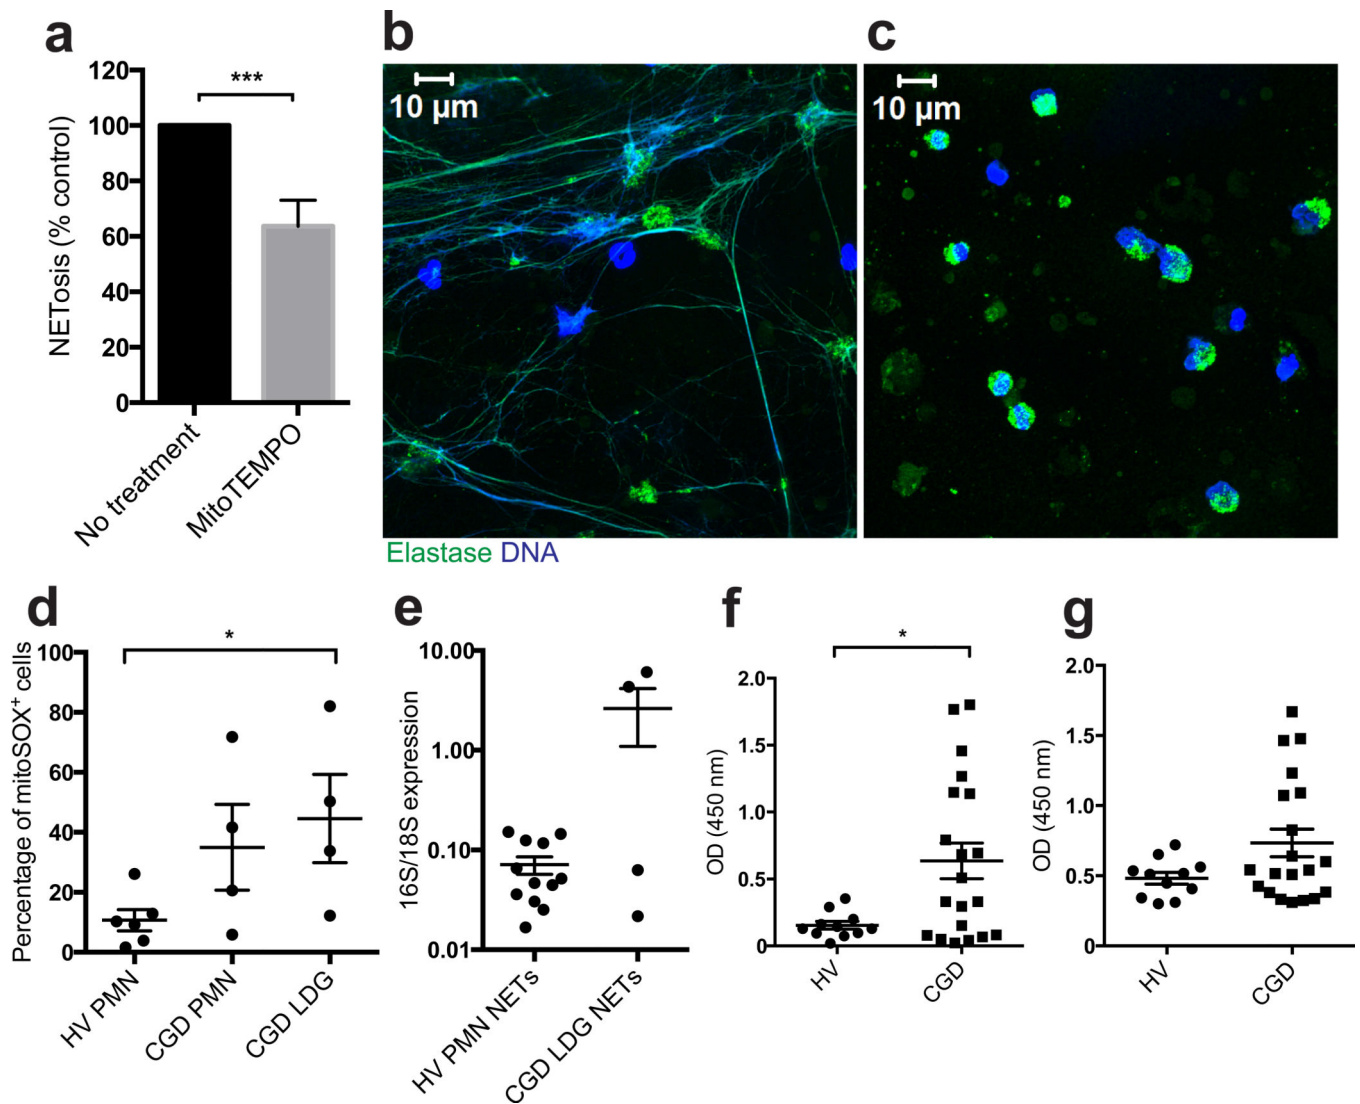 a
NETosis (% control)
120
100
80
60
40
20
0
***
No treatment
MitoTEMPO
b
10 µm
c
10 µm
Elastase DNA
d
Percentage of mitoSOX⁺ cells
100
80
60
40
20
0
*
HV PMN
CGD PMN
CGD LDG
e
16S/18S expression
10.00
1.00
0.10
0.01
HV PMN NETs
CGD LDG NETs
f
OD (450 nm)
2.0
1.5
1.0
0.5
0
*
HV
CGD
g
OD (450 nm)
2.0
1.5
1.0
0.5
0
HV
CGD